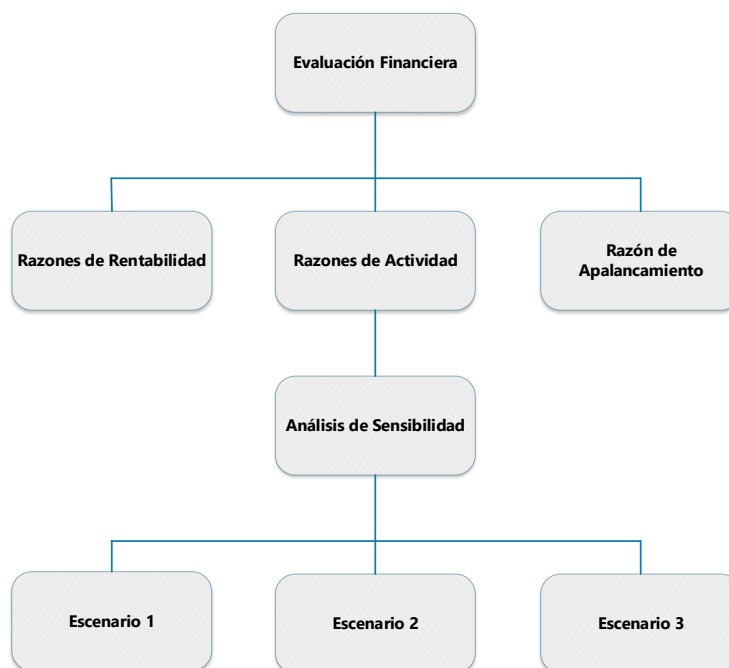 Evaluación Financiera
Razones de Rentabilidad
Razones de Actividad
Razón de
Apalancamiento
Análisis de Sensibilidad
Escenario 1
Escenario 2
Escenario 3